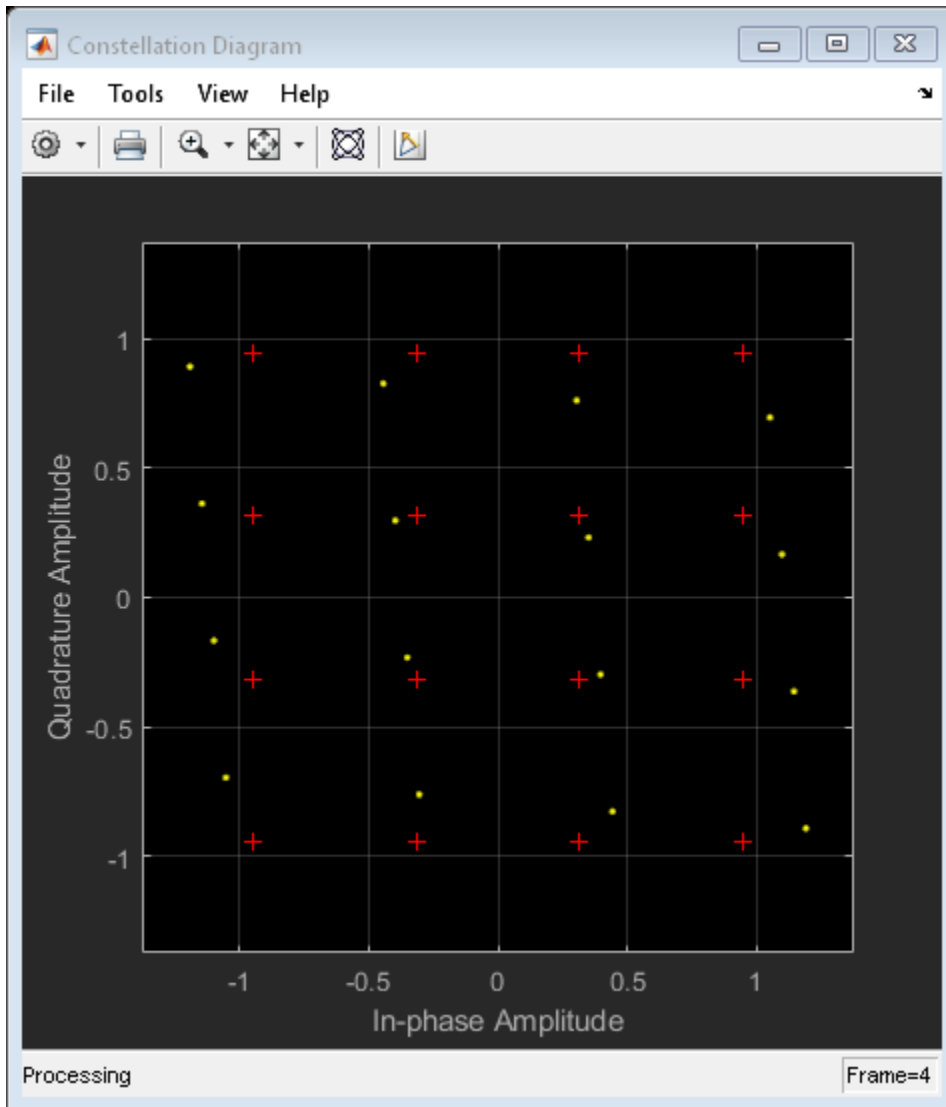 Constellation Diagram
File Tools View Help
1
0.5
0
-0.5
-1
Quadrature Amplitude
-1 -0.5 0 0.5 1
In-phase Amplitude
Processing Frame=4